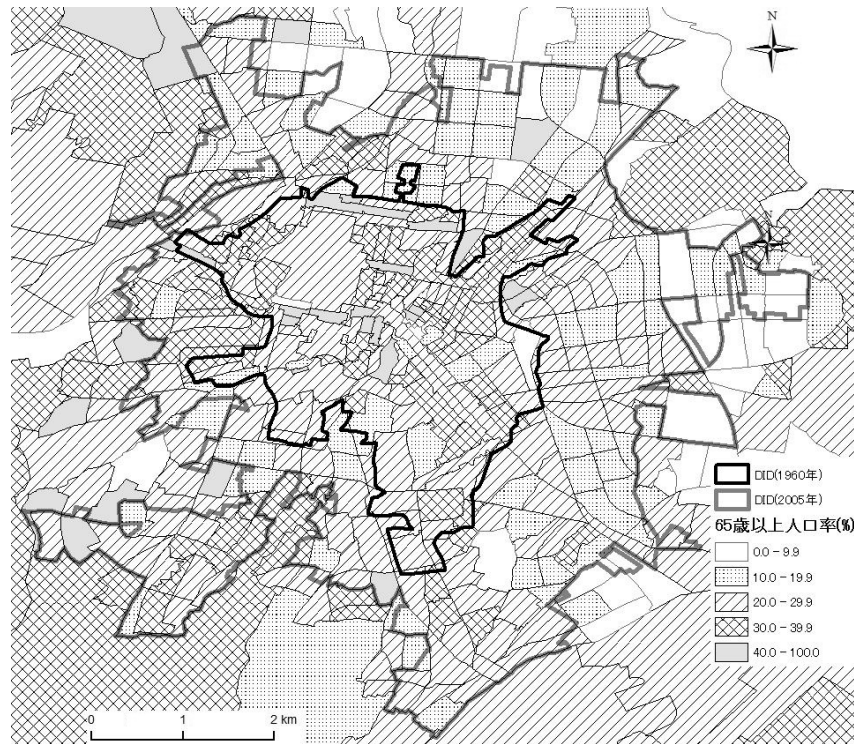 N
N
DID(1960年)
DID(2005年)
65歳以上人口率(%)
0.0 - 9.9
10.0 - 19.9
20.0 - 29.9
30.0 - 39.9
40.0 - 100.0
0 1 2 km